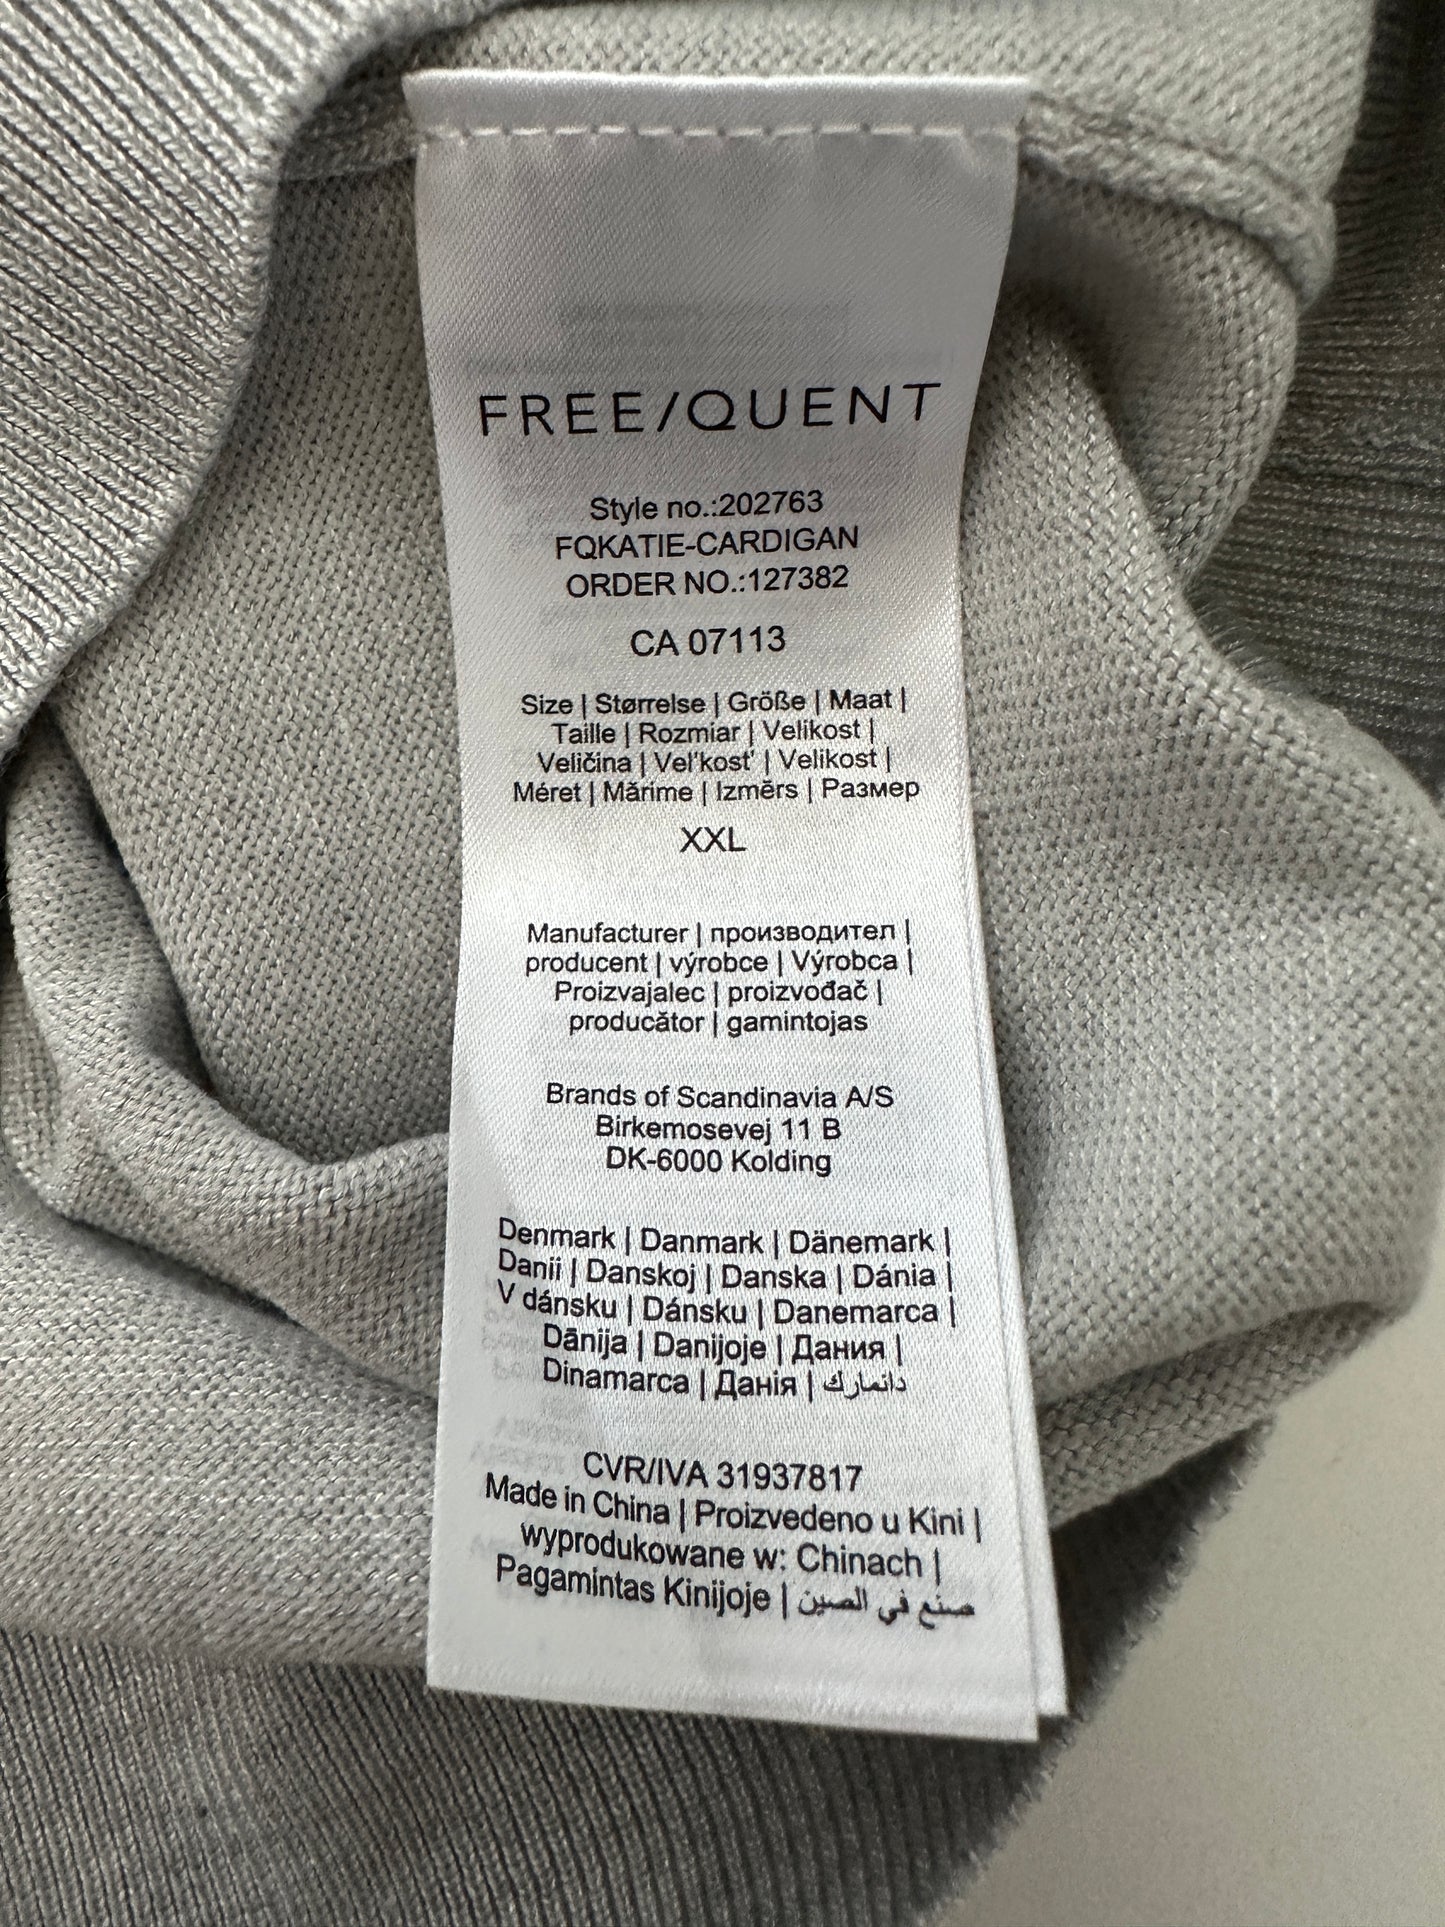 FREE/QUENT
Style no.:202763
FQKATIE-CARDIGAN
ORDER NO.:127382
CA 07113
Size | Størrelse | Größe | Maat |
Taille | Rozmiar | Velikost |
Veličina | Vel'kost' | Velikost |
Méret | Mărime | Izmērs | Размер
XXL
Manufacturer | производител |
producent | výrobce | Výrobca |
Proizvajalec | proizvođač |
producător | gamintojas
Brands of Scandinavia A/S
Birkemosevej 11 B
DK-6000 Kolding
Denmark | Danmark | Dänemark |
Danii | Danskoj | Danska | Dánia |
V dánsku | Dánsku | Danemarca |
Dānija | Danijoje | Дания |
Dinamarca | Данія | دانمارك
CVR/IVA 31937817
Made in China | Proizvedeno u Kini |
wyprodukowane w: Chinach |
Pagamintas Kinijoje | صنع في الصين